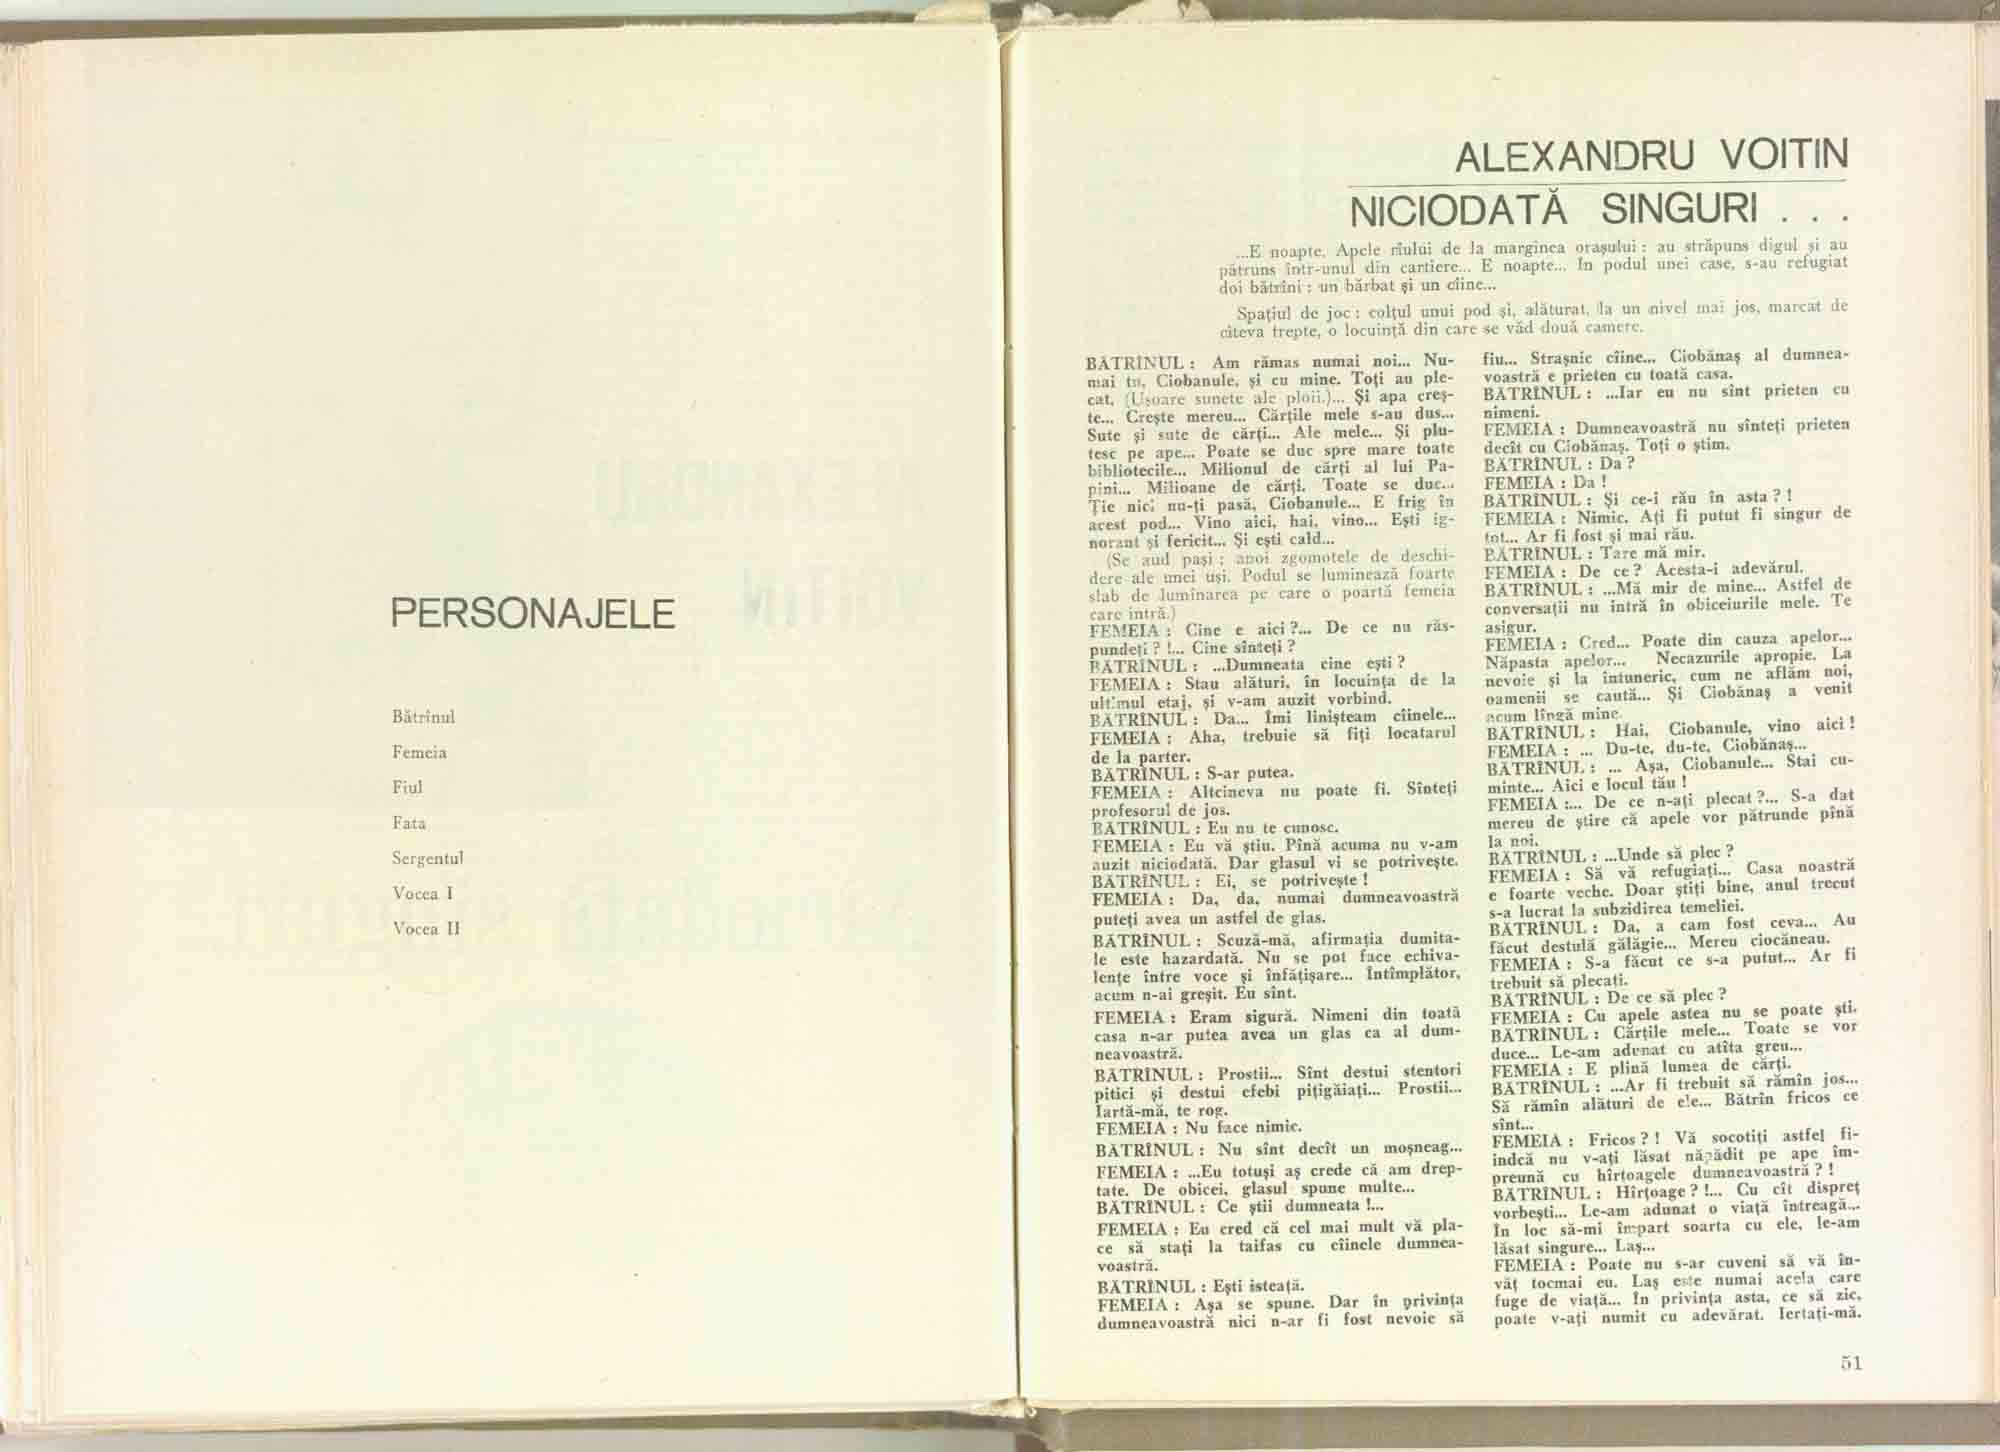 PERSONAJELE
Bătrînul
Femeia
Fiul
Fata
Sergentul
Vocea I
Vocea II
ALEXANDRU VOITIN
NICIODATĂ SINGURI . . .
...E noapte. Apele rîului de la marginea orașului : au străpuns digul și au
pătruns într-unul din cartiere... E noapte... În podul unei case, s-au refugiat
doi bătrîni : un bărbat și un cîine...
Spațiul de joc : colțul unui pod și, alăturat, la un nivel mai jos, marcat de
cîteva trepte, o locuință din care se văd două camere.
BĂTRÎNUL : Am rămas numai noi... Nu-
mai tu, Ciobanule, și cu mine. Toți au ple-
cat. (Ușoare sunete ale ploii.)... Și apa creș-
te... Crește mereu... Cărțile mele s-au dus...
Sute și sute de cărți... Ale mele... Și plu-
tesc pe ape... Poate se duc spre mare toate
bibliotecile... Milionul de cărți al lui Pa-
pini... Milioane de cărți. Toate se duc...
Ție nici nu-ți pasă, Ciobanule... E frig în
acest pod... Vino aici, hai, vino... Ești ig-
norant și fericit... Și ești cald...
(Se aud pași : apoi zgomotele de deschi-
dere ale unei uși. Podul se luminează foarte
slab de lumînarea pe care o poartă femeia
care intră.)
FEMEIA : Cine e aici ?... De ce nu răs-
pundeți ? !... Cine sînteți ?
BĂTRÎNUL : ...Dumneata cine ești ?
FEMEIA : Stau alături, în locuința de la
ultimul etaj, și v-am auzit vorbind.
BĂTRÎNUL : Da... Îmi linișteam cîinele...
FEMEIA : Aha, trebuie să fiți locatarul
de la parter.
BĂTRÎNUL : S-ar putea.
FEMEIA : Altcineva nu poate fi. Sînteți
profesorul de jos.
BĂTRÎNUL : Eu nu te cunosc.
FEMEIA : Eu vă știu. Pînă acuma nu v-am
auzit niciodată. Dar glasul vi se potrivește.
BĂTRÎNUL : Ei, se potrivește !
FEMEIA : Da, da, numai dumneavoastră
puteți avea un astfel de glas.
BĂTRÎNUL : Scuză-mă, afirmația dumita-
le este hazardată. Nu se pot face echiva-
lențe între voce și înfățișare... Întîmplător,
acum n-ai greșit. Eu sînt.
FEMEIA : Eram sigură. Nimeni din toată
casa n-ar putea avea un glas ca al dum-
neavoastră.
BĂTRÎNUL : Prostii... Sînt destui stentori
pitici și destui efebi pițigăiați... Prostii...
Iartă-mă, te rog.
FEMEIA : Nu face nimic.
BĂTRÎNUL : Nu sînt decît un moșneag...
FEMEIA : ...Eu totuși aș crede că am drep-
tate. De obicei, glasul spune multe...
BĂTRÎNUL : Ce știi dumneata !...
FEMEIA : Eu cred că cel mai mult vă pla-
ce să stați la taifas cu cîinele dumnea-
voastră.
BĂTRÎNUL : Ești isteață.
FEMEIA : Așa se spune. Dar în privința
dumneavoastră nici n-ar fi fost nevoie să
fiu... Strașnic cîine... Ciobănaș al dumnea-
voastră e prieten cu toată casa.
BĂTRÎNUL : ...Iar eu nu sînt prieten cu
nimeni.
FEMEIA : Dumneavoastră nu sînteți prieten
decît cu Ciobănaș. Toți o știm.
BĂTRÎNUL : Da ?
FEMEIA : Da !
BĂTRÎNUL : Și ce-i rău în asta ? !
FEMEIA : Nimic. Ați fi putut fi singur de
tot... Ar fi fost și mai rău.
BĂTRÎNUL : Tare mă mir.
FEMEIA : De ce ? Acesta-i adevărul.
BĂTRÎNUL : ...Mă mir de mine... Astfel de
conversații nu intră în obiceiurile mele. Te
asigur.
FEMEIA : Cred... Poate din cauza apelor...
Năpasta apelor... Necazurile apropie. La
nevoie și la întuneric, cum ne aflăm noi,
oamenii se caută... Și Ciobănaș a venit
acum lîngă mine.
BĂTRÎNUL : Hai, Ciobanule, vino aici !
FEMEIA : ... Du-te, du-te, Ciobănaș...
BĂTRÎNUL : ... Așa, Ciobanule... Stai cu-
minte... Aici e locul tău !
FEMEIA :... De ce n-ați plecat ?... S-a dat
mereu de știre că apele vor pătrunde pînă
la noi.
BĂTRÎNUL : ...Unde să plec ?
FEMEIA : Să vă refugiați... Casa noastră
e foarte veche. Doar știți bine, anul trecut
s-a lucrat la subzidirea temeliei.
BĂTRÎNUL : Da, a cam fost ceva... Au
făcut destulă gălăgie... Mereu ciocăneau.
FEMEIA : S-a făcut ce s-a putut... Ar fi
trebuit să plecați.
BĂTRÎNUL : De ce să plec ?
FEMEIA : Cu apele astea nu se poate ști.
BĂTRÎNUL : Cărțile mele... Toate se vor
duce... Le-am adunat cu atîta greu...
FEMEIA : E plină lumea de cărți.
BĂTRÎNUL : ...Ar fi trebuit să rămîn jos...
Să rămîn alături de ele... Bătrîn fricos ce
sînt...
FEMEIA : Fricos ? ! Vă socotiți astfel fi-
indcă nu v-ați lăsat năpădit pe ape îm-
preună cu hîrtoagele dumneavoastră ? !
BĂTRÎNUL : Hîrtoage ? !... Cu cît dispreț
vorbești... Le-am adunat o viață întreagă...
În loc să-mi împart soarta cu ele, le-am
lăsat singure... Laș...
FEMEIA : Poate nu s-ar cuveni să vă în-
văț tocmai eu. Laș este numai acela care
fuge de viață... În privința asta, ce să zic,
poate v-ați numit cu adevărat. Iertați-mă.
51